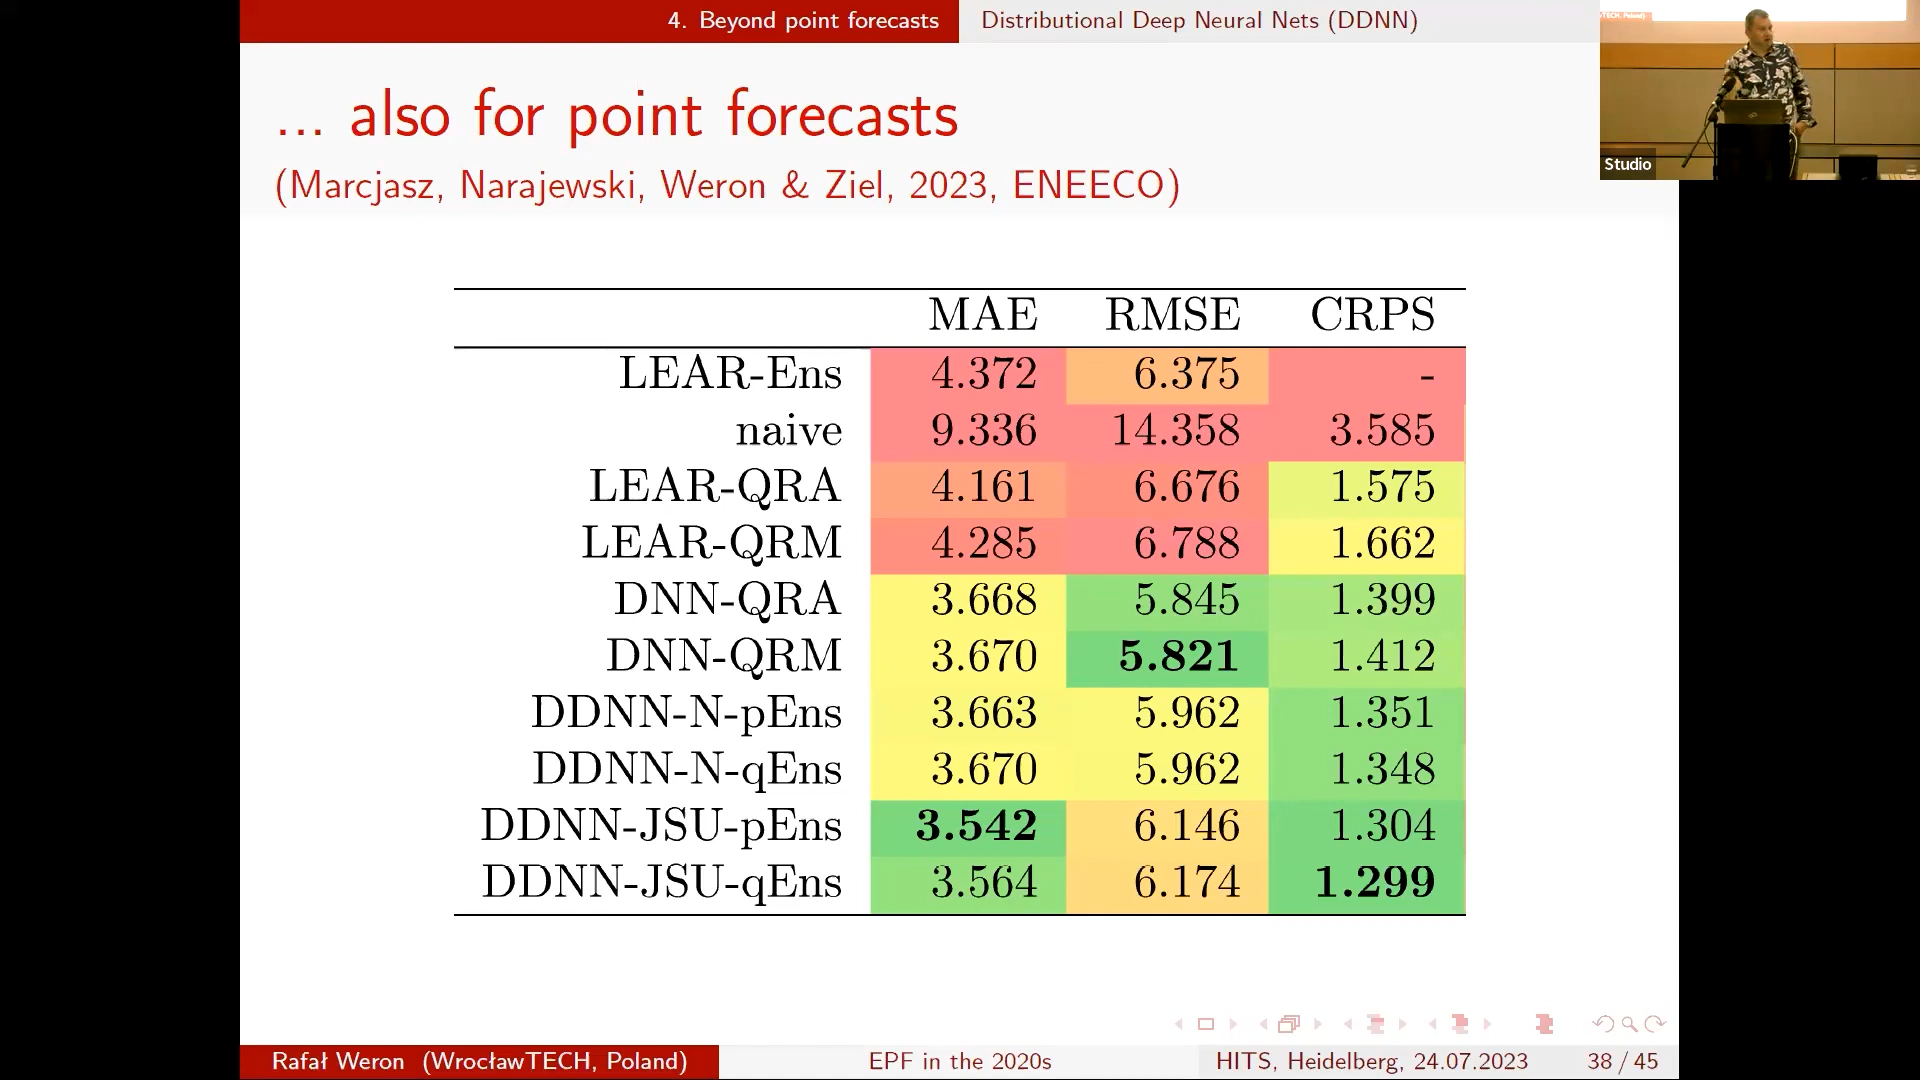 4. Beyond point forecasts Distributional Deep Neural Nets (DDNN)
... also for point forecasts
(Marcjasz, Narajewski, Weron & Ziel, 2023, ENEECO)
Studio
MAE RMSE CRPS
LEAR-Ens 4.372 6.375 -
naive 9.336 14.358 3.585
LEAR-QRA 4.161 6.676 1.575
LEAR-QRM 4.285 6.788 1.662
DNN-QRA 3.668 5.845 1.399
DNN-QRM 3.670 5.821 1.412
DDNN-N-pEns 3.663 5.962 1.351
DDNN-N-qEns 3.670 5.962 1.348
DDNN-JSU-pEns 3.542 6.146 1.304
DDNN-JSU-qEns 3.564 6.174 1.299
Rafał Weron (WrocławTECH, Poland) EPF in the 2020s HITS, Heidelberg, 24.07.2023 38 / 45